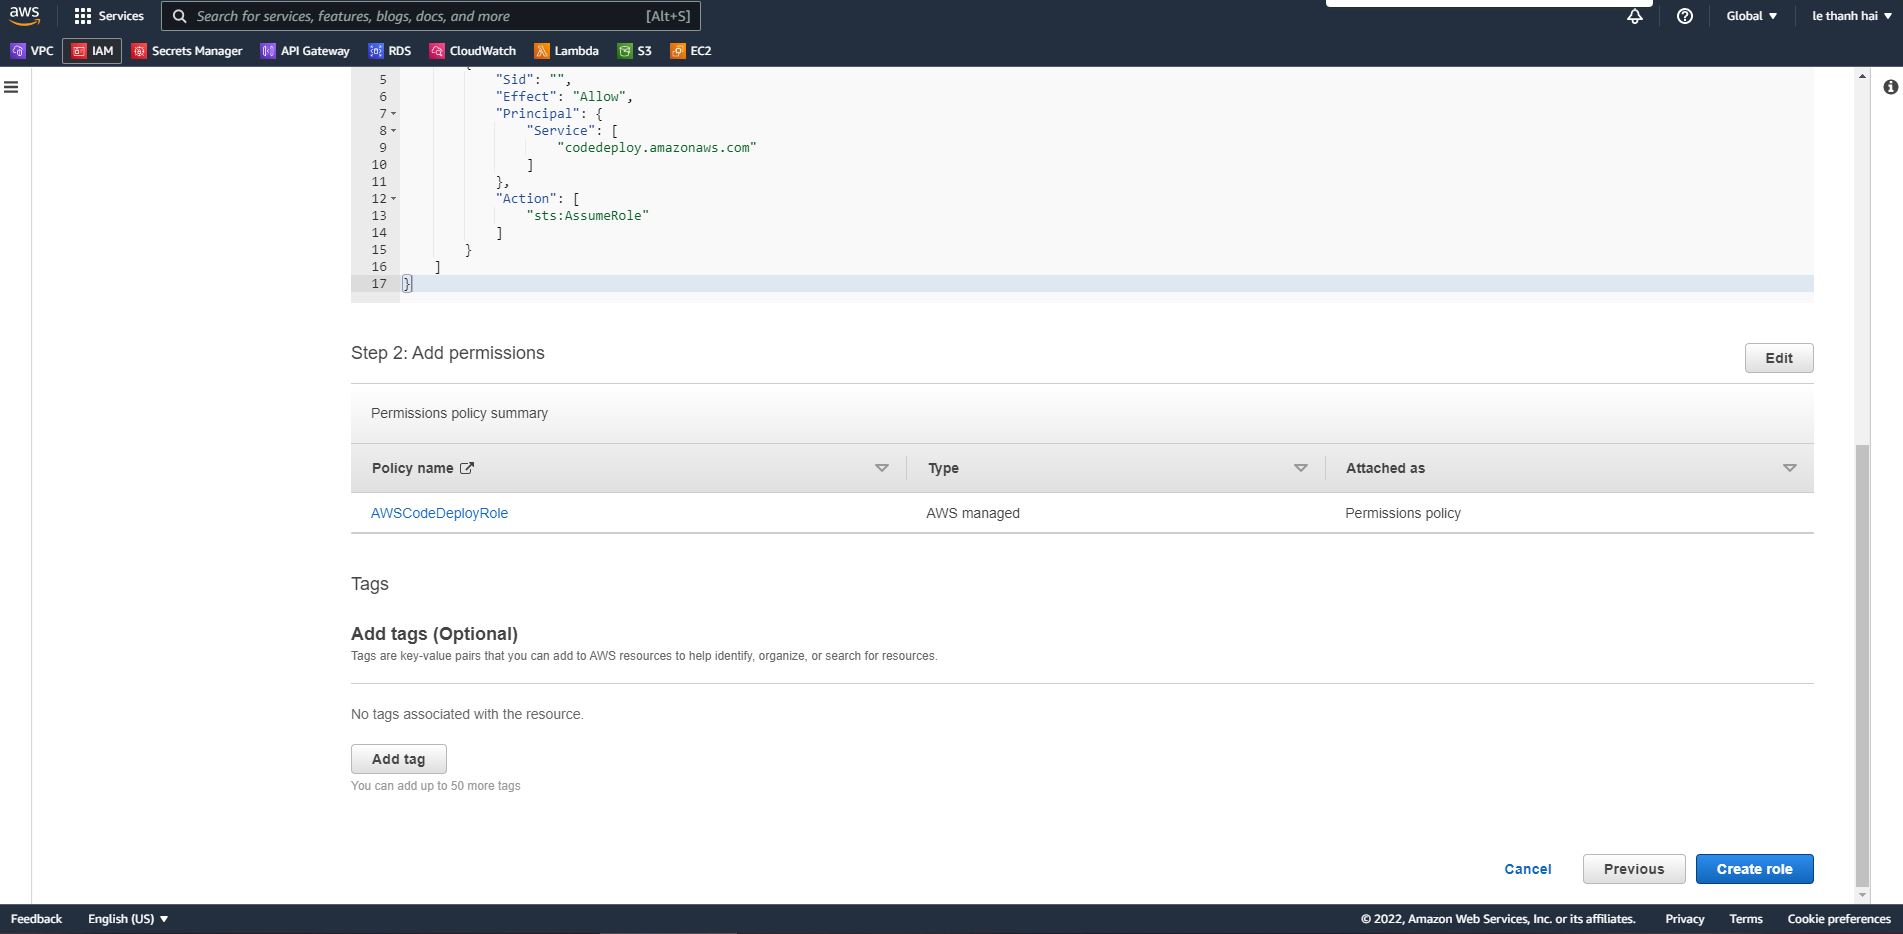 aws
Services
Search for services, features, blogs, docs, and more [Alt+S]
Global ▼
le thanh hai ▼
VPC IAM Secrets Manager API Gateway RDS CloudWatch Lambda S3 EC2
5 "Sid": "",
6 "Effect": "Allow",
7 "Principal": {
8 "Service": [
9 "codedeploy.amazonaws.com"
10 ]
11 },
12 "Action": [
13 "sts:AssumeRole"
14 ]
15 }
16 ]
17 }
Step 2: Add permissions
Edit
Permissions policy summary
Policy name Type Attached as
AWSCodeDeployRole AWS managed Permissions policy
Tags
Add tags (Optional)
Tags are key-value pairs that you can add to AWS resources to help identify, organize, or search for resources.
No tags associated with the resource.
Add tag
You can add up to 50 more tags
Cancel Previous Create role
Feedback English (US) ▼ © 2022, Amazon Web Services, Inc. or its affiliates. Privacy Terms Cookie preferences